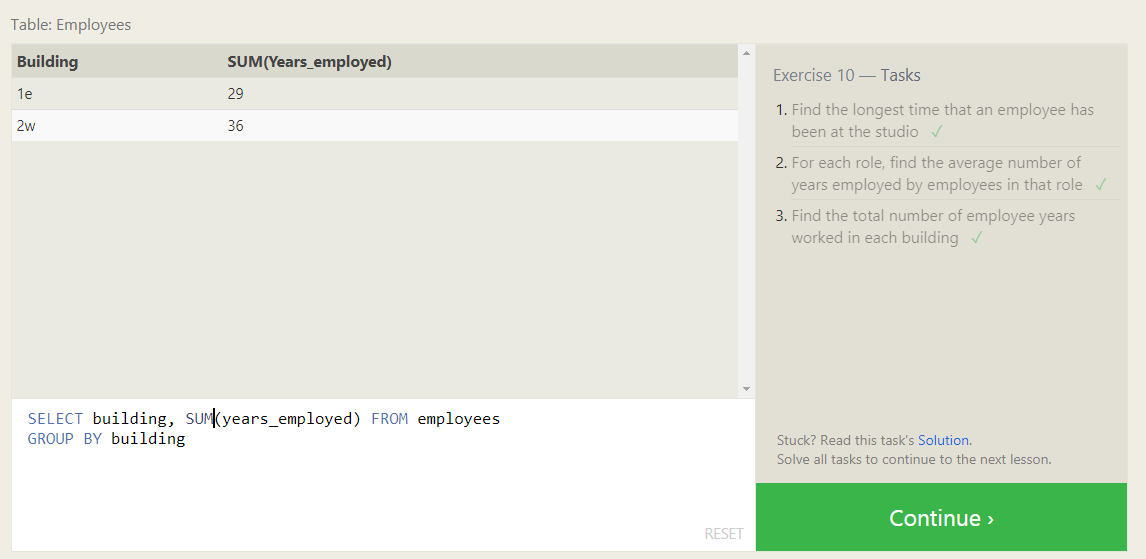 Table: Employees
Building SUM(Years_employed)
1e 29
2w 36
SELECT building, SUM(years_employed) FROM employees
GROUP BY building
RESET
Exercise 10 — Tasks
1. Find the longest time that an employee has
been at the studio ✓
2. For each role, find the average number of
years employed by employees in that role ✓
3. Find the total number of employee years
worked in each building ✓
Stuck? Read this task's Solution.
Solve all tasks to continue to the next lesson.
Continue ›